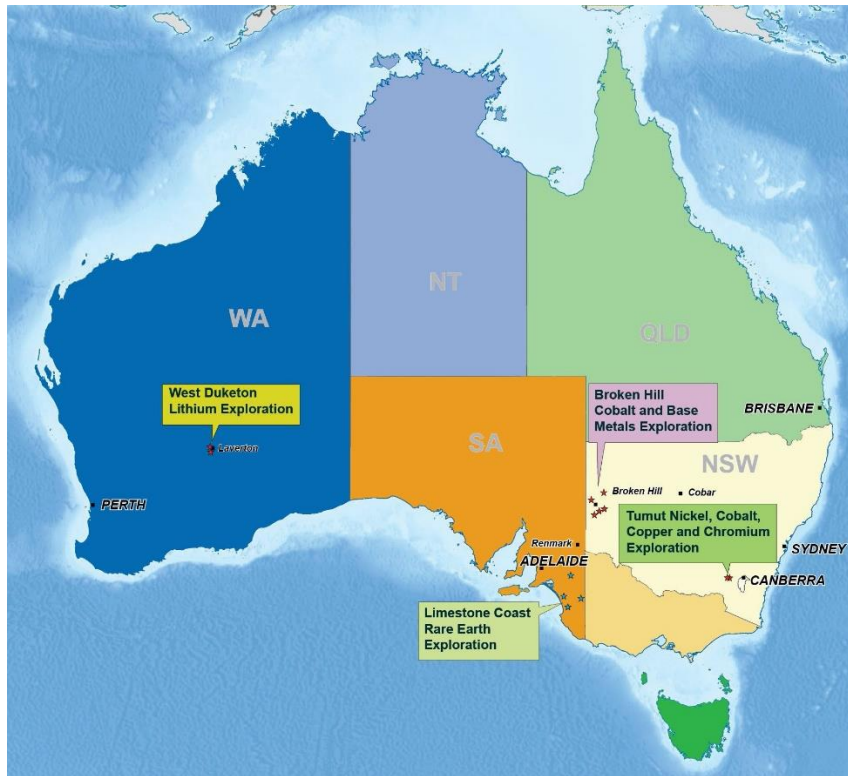 NT
WA
QLD
West Duketon
Lithium Exploration
Broken Hill
Cobalt and Base
Metals Exploration
BRISBANE
Laverton
SA
NSW
Broken Hill
Cobar
PERTH
Tumut Nickel, Cobalt,
Copper and Chromium
Exploration
Renmark
SYDNEY
ADELAIDE
CANBERRA
Limestone Coast
Rare Earth
Exploration